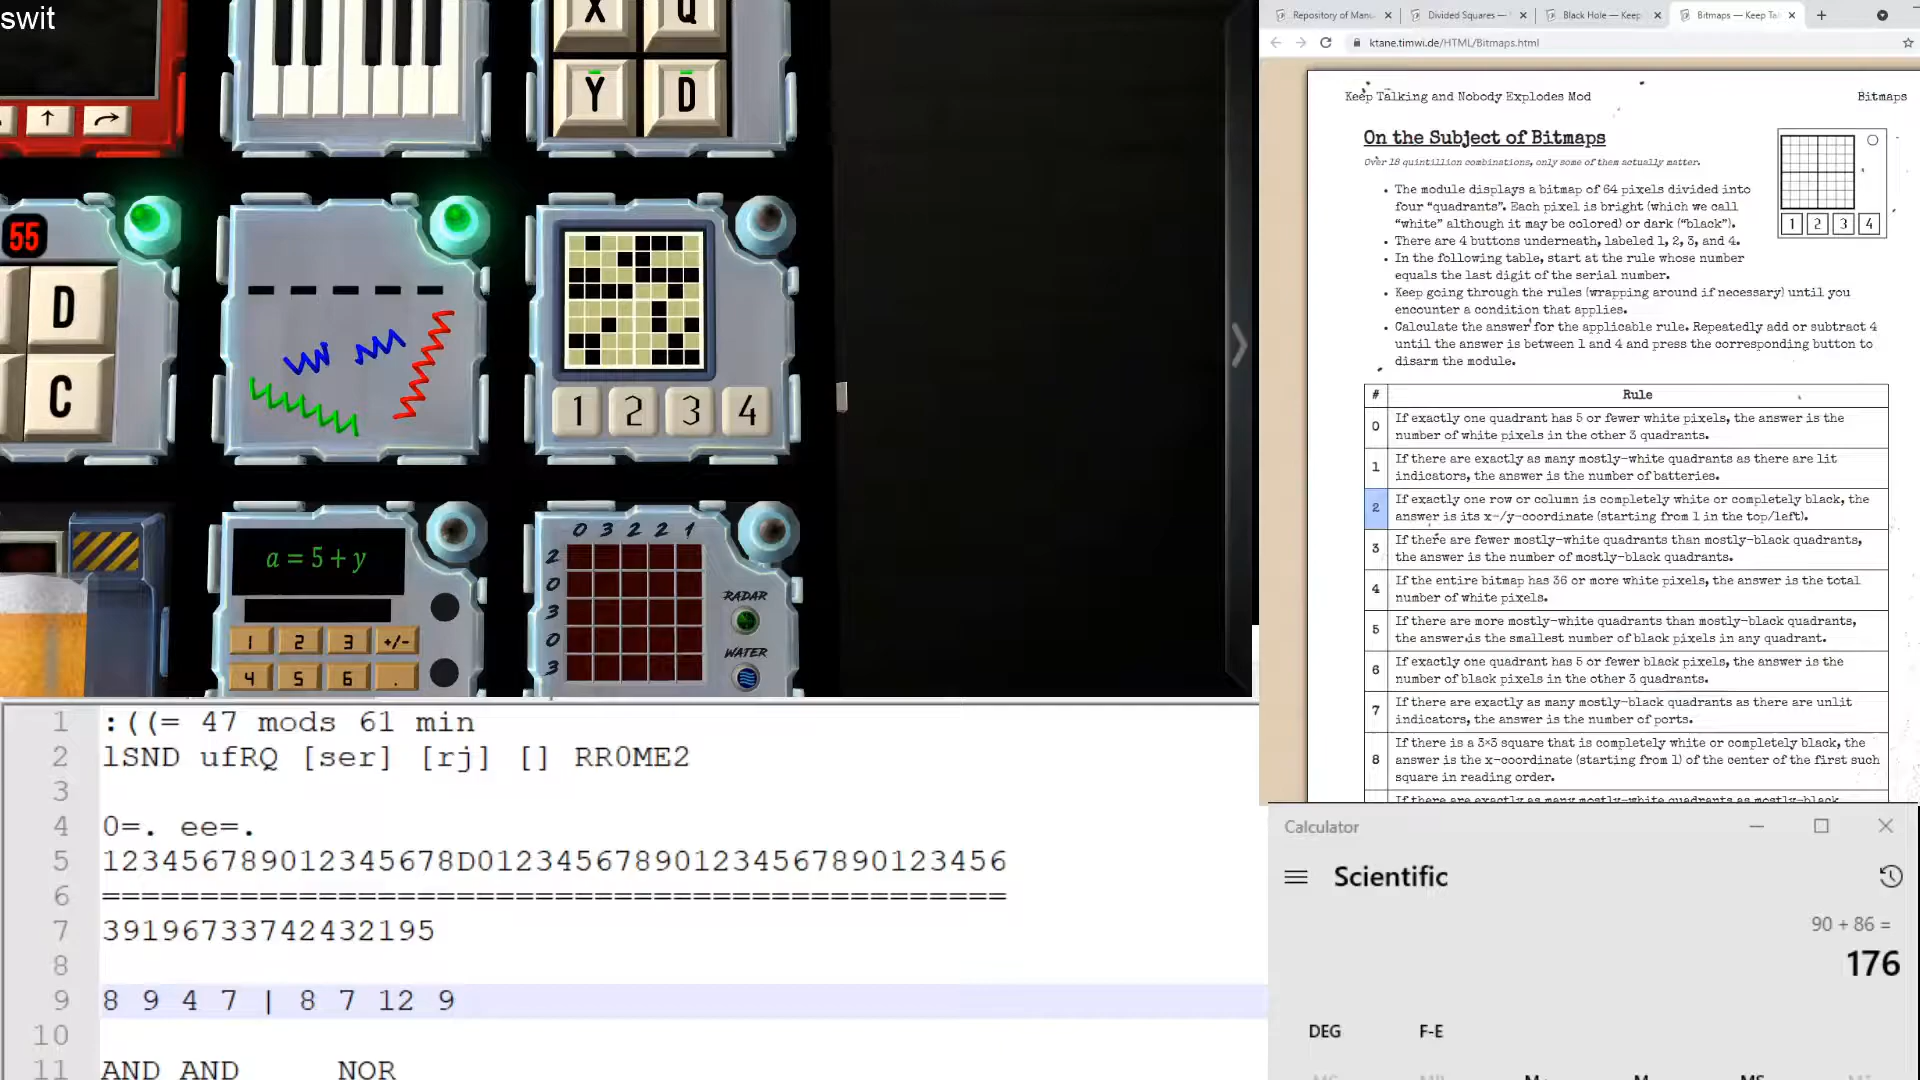 swit
X Q
Y D
55
D
C
1 2 3 4
a = 5 + y
1 2 3 +/-
4 5 6 .
0 3 2 2 1
2
0
3
0
3
RADAR
WATER
1 :((= 47 mods 61 min
2 lSND ufRQ [ser] [rj] [] RR0ME2
3
4 0=. ee=.
5 123456789012345678D012345678901234567890123456
6 ==============================================
7 39196733742432195
8
9 8 9 4 7 | 8 7 12 9
10
11 AND AND NOR
Repository of Manu
Divided Squares —
Black Hole — Keep
Bitmaps — Keep Ta
ktane.timwi.de/HTML/Bitmaps.html
Keep Talking and Nobody Explodes Mod
Bitmaps
On the Subject of Bitmaps
Over 18 quintillion combinations, only some of them actually matter.
• The module displays a bitmap of 64 pixels divided into
four “quadrants”. Each pixel is bright (which we call
“white” although it may be colored) or dark (“black”).
• There are 4 buttons underneath, labeled 1, 2, 3, and 4.
• In the following table, start at the rule whose number
equals the last digit of the serial number.
• Keep going through the rules (wrapping around if necessary) until you
encounter a condition that applies.
• Calculate the answer for the applicable rule. Repeatedly add or subtract 4
until the answer is between 1 and 4 and press the corresponding button to
disarm the module.
1 2 3 4
# Rule
0 If exactly one quadrant has 5 or fewer white pixels, the answer is the
number of white pixels in the other 3 quadrants.
1 If there are exactly as many mostly-white quadrants as there are lit
indicators, the answer is the number of batteries.
2 If exactly one row or column is completely white or completely black, the
answer is its x-/y-coordinate (starting from 1 in the top/left).
3 If there are fewer mostly-white quadrants than mostly-black quadrants,
the answer is the number of mostly-black quadrants.
4 If the entire bitmap has 36 or more white pixels, the answer is the total
number of white pixels.
5 If there are more mostly-white quadrants than mostly-black quadrants,
the answer is the smallest number of black pixels in any quadrant.
6 If exactly one quadrant has 5 or fewer black pixels, the answer is the
number of black pixels in the other 3 quadrants.
7 If there are exactly as many mostly-black quadrants as there are unlit
indicators, the answer is the number of ports.
8 If there is a 3×3 square that is completely white or completely black, the
answer is the x-coordinate (starting from 1) of the center of the first such
square in reading order.
If there are exactly as many mostly-white quadrants as mostly-black
Calculator
Scientific
90 + 86 =
176
DEG F-E